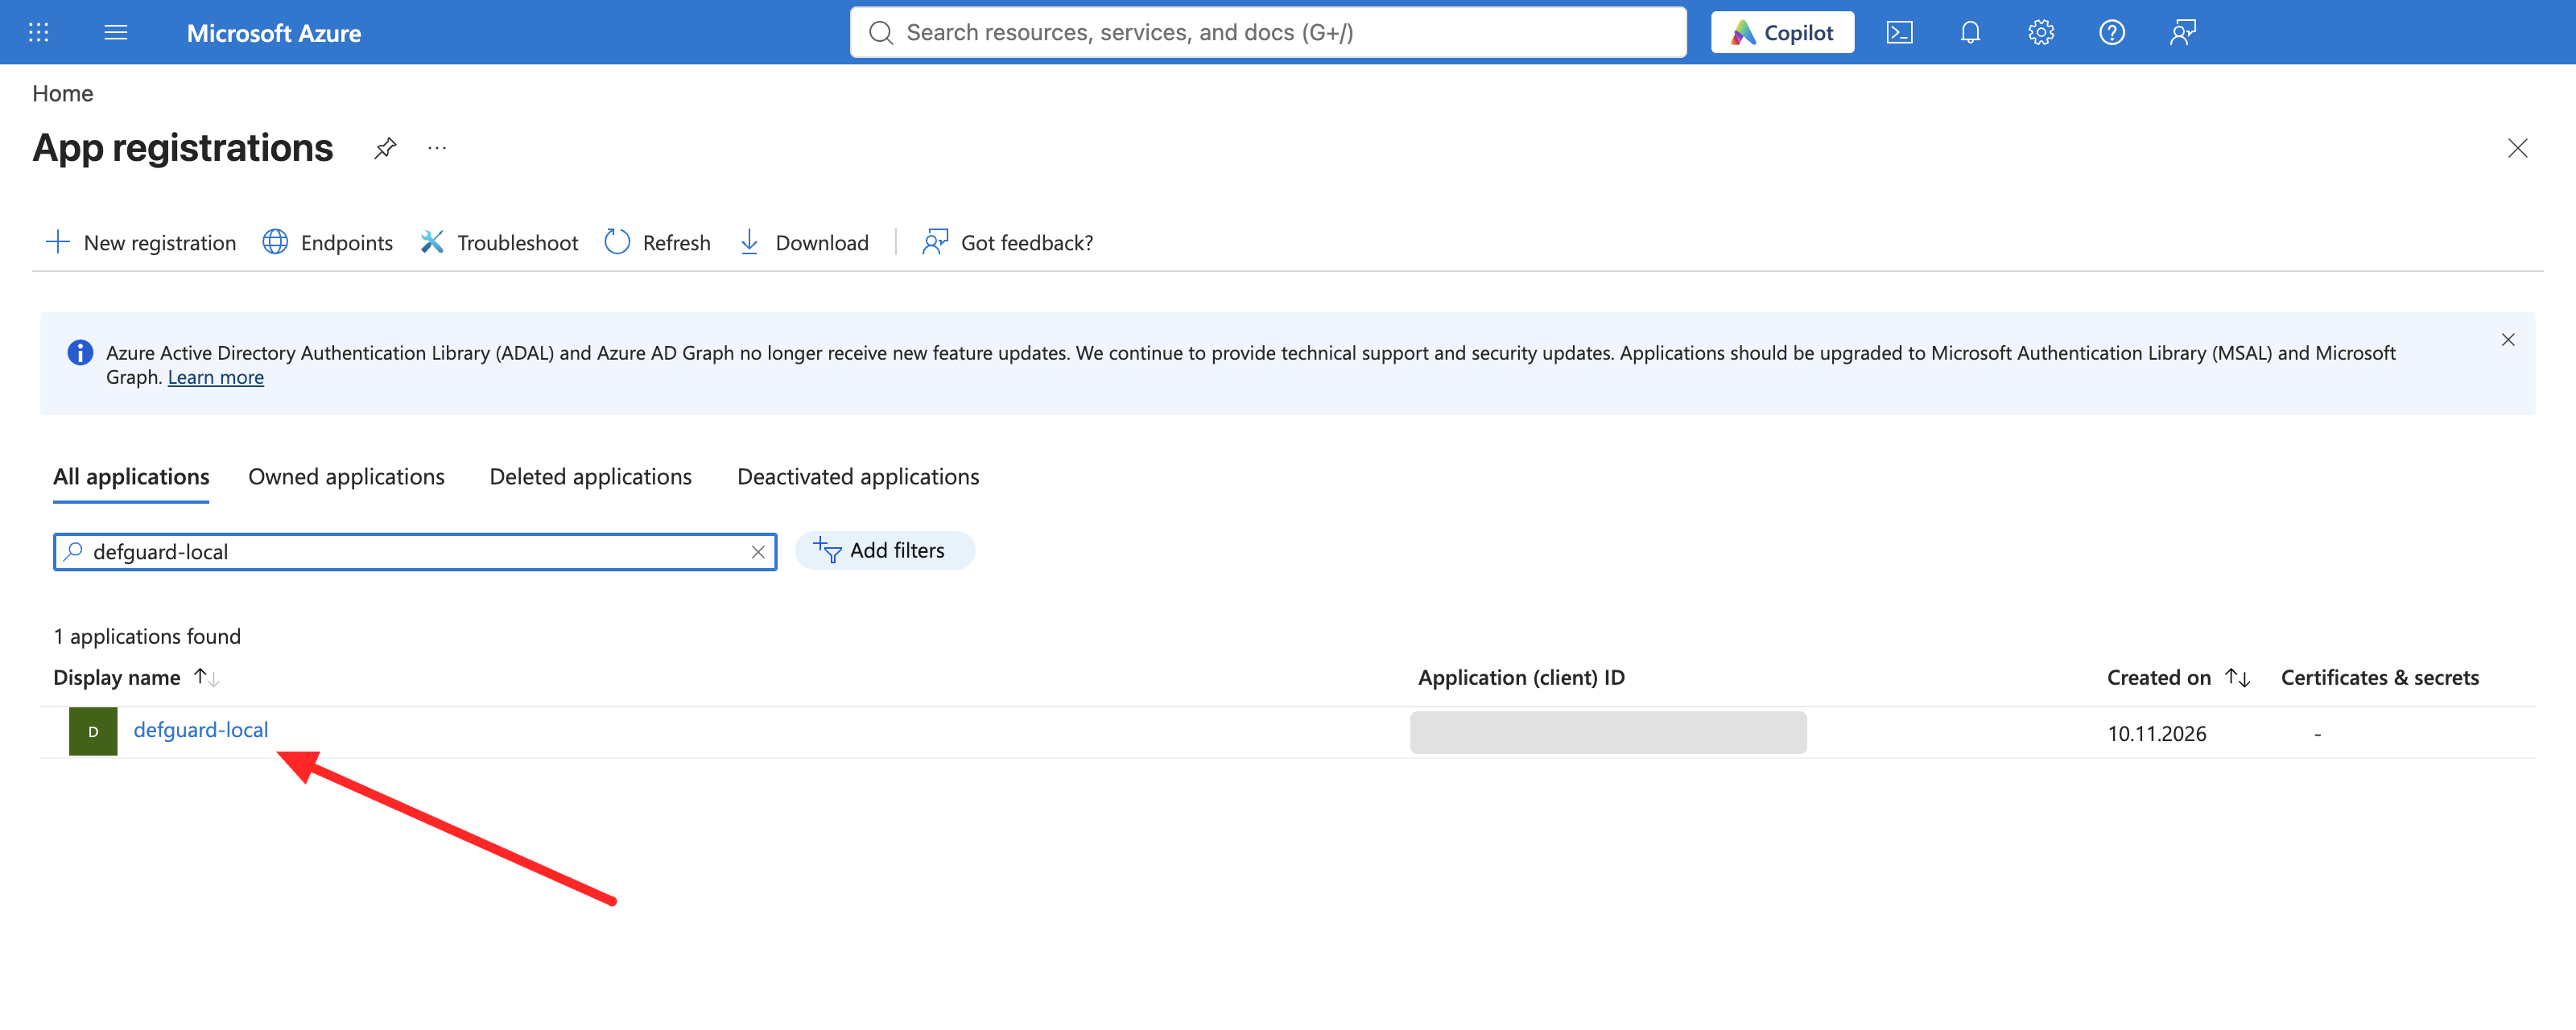 Microsoft Azure
Search resources, services, and docs (G+/)
Copilot
Home
App registrations
New registration
Endpoints
Troubleshoot
Refresh
Download
Got feedback?
Azure Active Directory Authentication Library (ADAL) and Azure AD Graph no longer receive new feature updates. We continue to provide technical support and security updates. Applications should be upgraded to Microsoft Authentication Library (MSAL) and Microsoft
Graph. Learn more
All applications
Owned applications
Deleted applications
Deactivated applications
defguard-local
Add filters
1 applications found
Display name
Application (client) ID
Created on
Certificates & secrets
D
defguard-local
10.11.2026
-